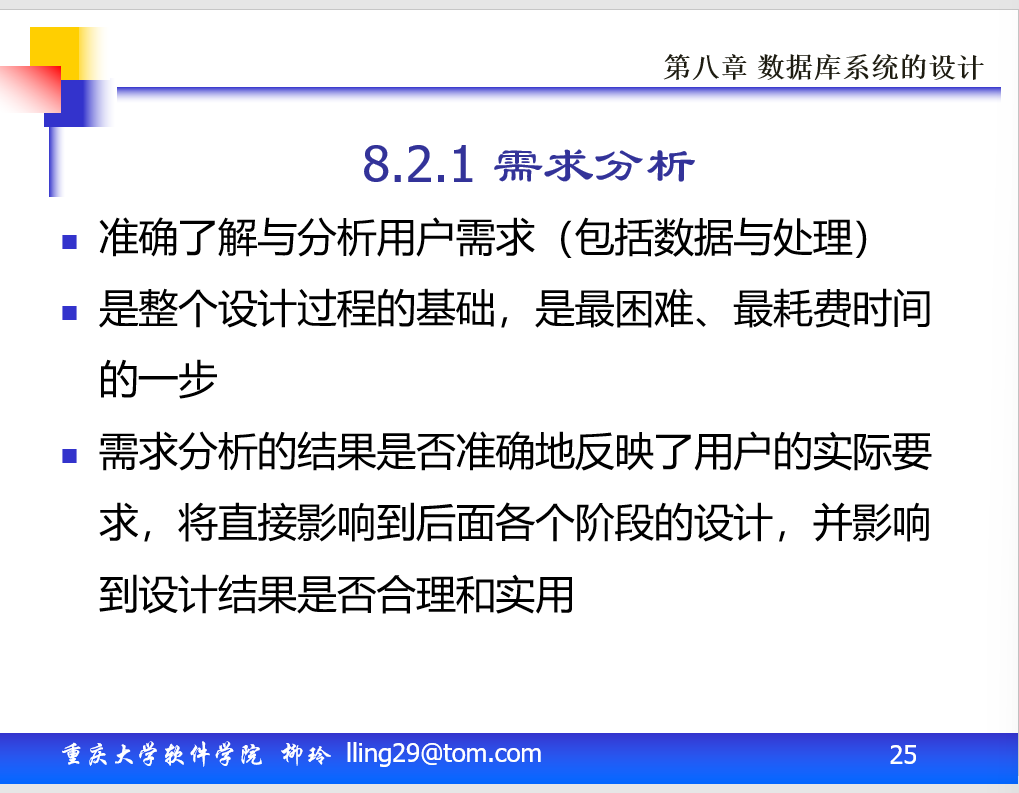 第八章 数据库系统的设计
8.2.1 需求分析
准确了解与分析用户需求（包括数据与处理）
是整个设计过程的基础，是最困难、最耗费时间
的一步
需求分析的结果是否准确地反映了用户的实际要
求，将直接影响到后面各个阶段的设计，并影响
到设计结果是否合理和实用
重庆大学软件学院 柳玲 lling29@tom.com 25